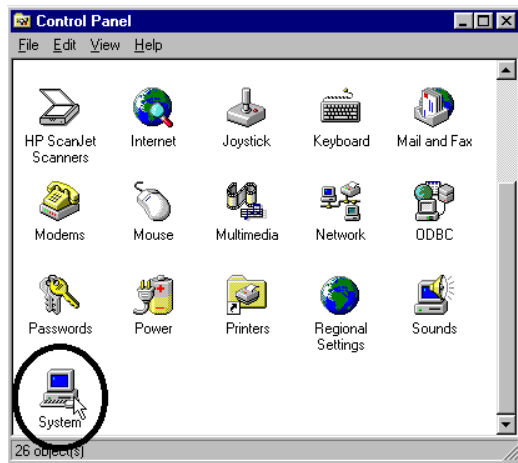 Control Panel
File Edit View Help
HP ScanJet
Scanners
Internet
Joystick
Keyboard
Mail and Fax
Modems
Mouse
Multimedia
Network
ODBC
Passwords
Power
Printers
Regional
Settings
Sounds
System
26 object(s)